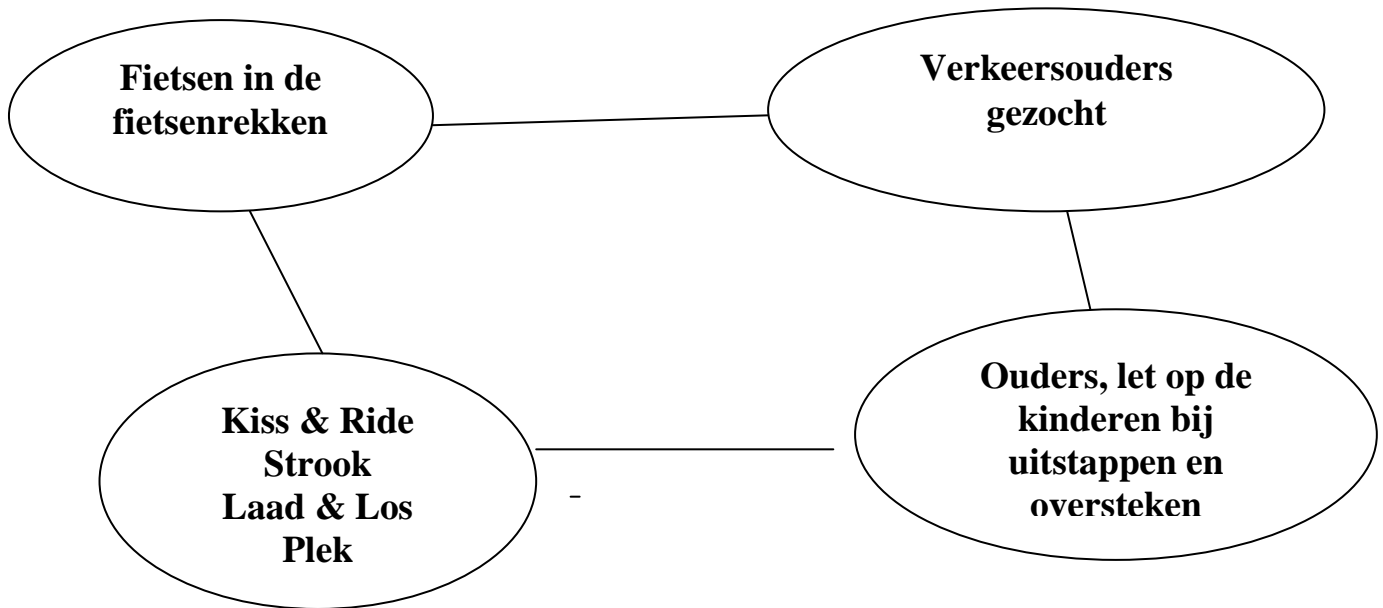 Fietsen in de
fietsenrekken
Verkeersouders
gezocht
Kiss & Ride
Strook
Laad & Los
Plek
Ouders, let op de
kinderen bij
uitstappen en
oversteken